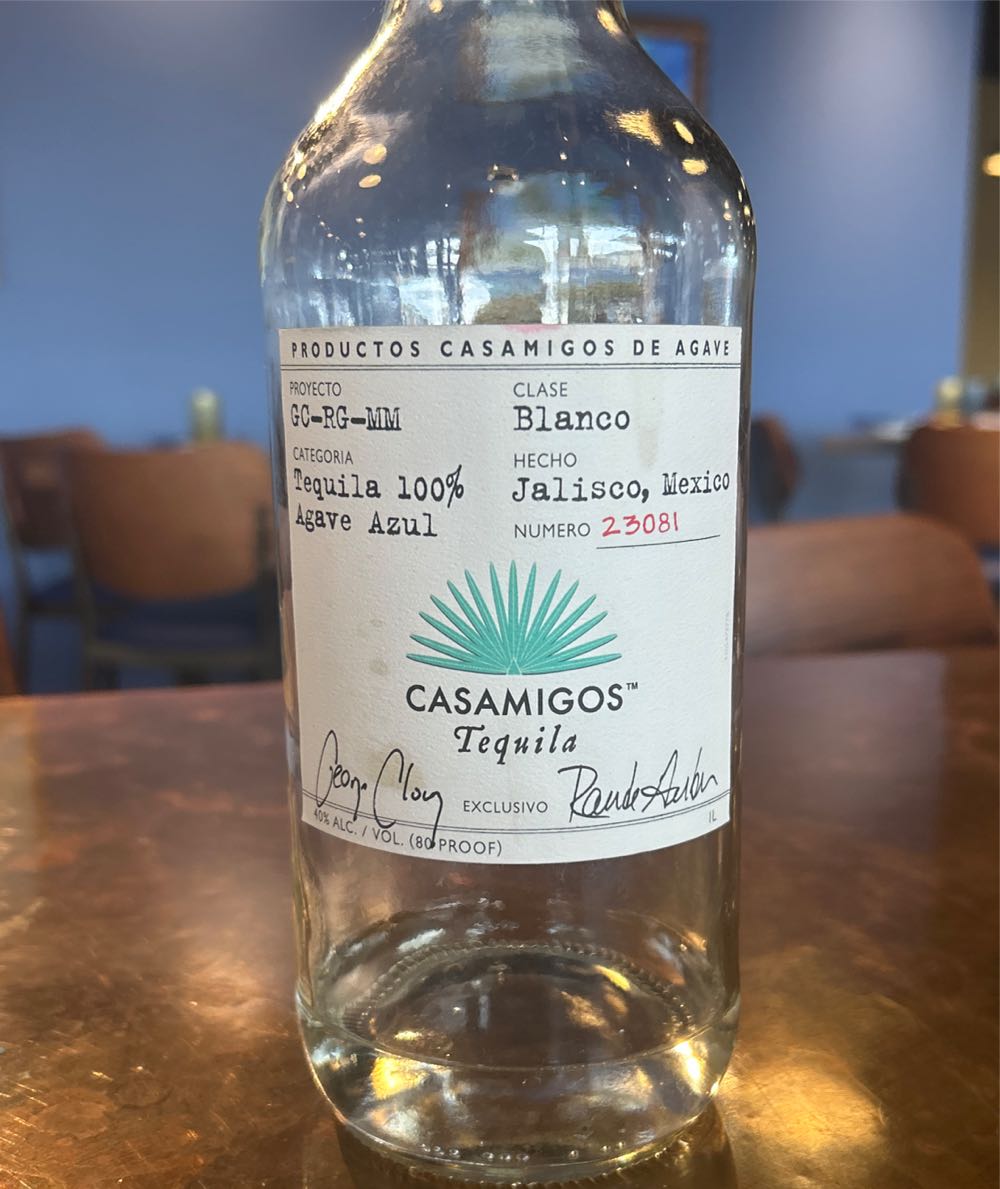 PRODUCTOS CASAMIGOS DE AGAVE
PROYECTO
GC-RG-MM
CATEGORIA
Tequila 100%
Agave Azul
CLASE
Blanco
HECHO
Jalisco, Mexico
NUMERO 23081
CASAMIGOS™
Tequila
EXCLUSIVO
40% ALC. / VOL. (80 PROOF)
1L